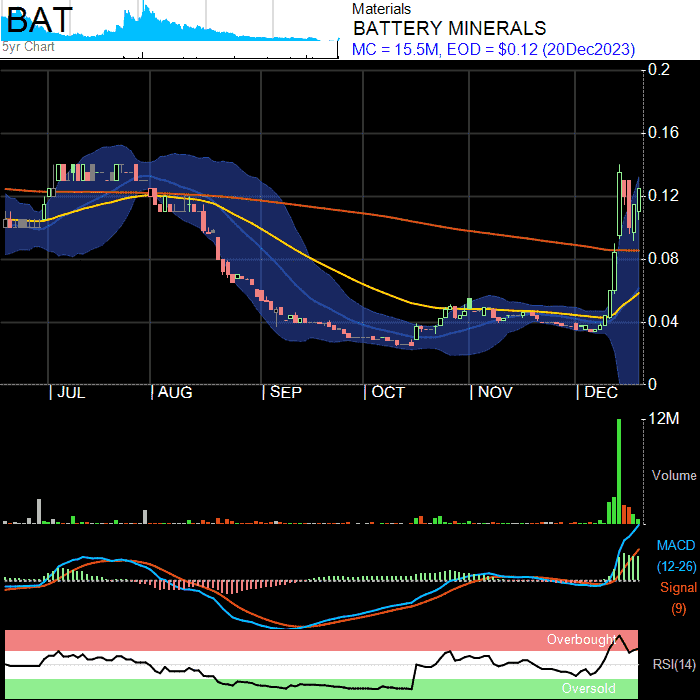 BAT
5yr Chart
Materials
BATTERY MINERALS
MC = 15.5M, EOD = $0.12 (20Dec2023)
0.2
0.16
0.12
0.08
0.04
0
JUL
AUG
SEP
OCT
NOV
DEC
12M
Volume
MACD
(12-26)
Signal
(9)
Overbought
RSI(14)
Oversold